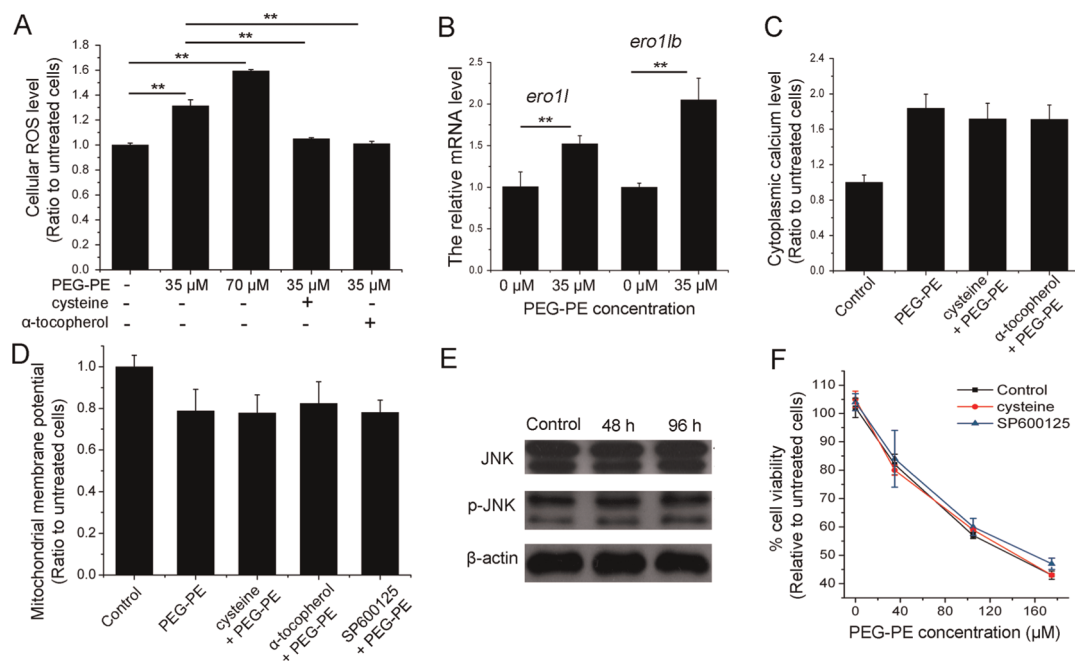 A
Cellular ROS level
(Ratio to untreated cells)
1.8
1.6
1.4
1.2
1.0
0.8
0.6
0.4
0.2
0.0
**
**
**
**
PEG-PE - 35 µM 70 µM 35 µM 35 µM
cysteine - - - + -
α-tocopherol - - - - +
B
The relative mRNA level
2.5
2.0
1.5
1.0
0.5
0.0
ero1l
**
ero1lb
**
0 µM 35 µM 0 µM 35 µM
PEG-PE concentration
C
Cytoplasmic calcium level
(Ratio to untreated cells)
2.4
2.0
1.6
1.2
0.8
0.4
0.0
Control
PEG-PE
cysteine
+ PEG-PE
α-tocopherol
+ PEG-PE
D
Mitochondrial membrane potential
(Ratio to untreated cells)
1.0
0.8
0.6
0.4
0.2
0.0
Control
PEG-PE
cysteine
+ PEG-PE
α-tocopherol
+ PEG-PE
SP600125
+ PEG-PE
E
Control 48 h 96 h
JNK
p-JNK
β-actin
F
% cell viability
(Relative to untreated cells)
110
100
90
80
70
60
50
40
Control
cysteine
SP600125
0 40 80 120 160
PEG-PE concentration (µM)